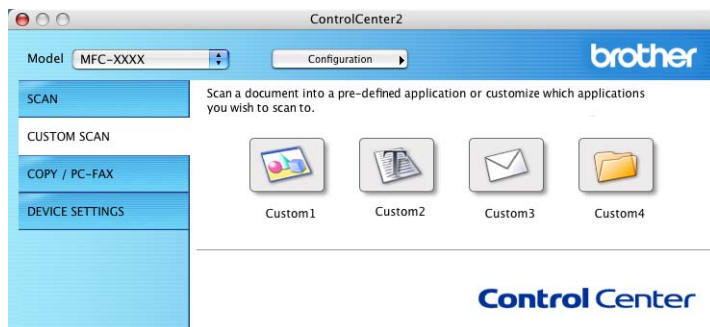 ControlCenter2
Model MFC-XXXX Configuration brother
SCAN
CUSTOM SCAN
COPY / PC-FAX
DEVICE SETTINGS
Scan a document into a pre-defined application or customize which applications
you wish to scan to.
Custom1 Custom2 Custom3 Custom4
Control Center